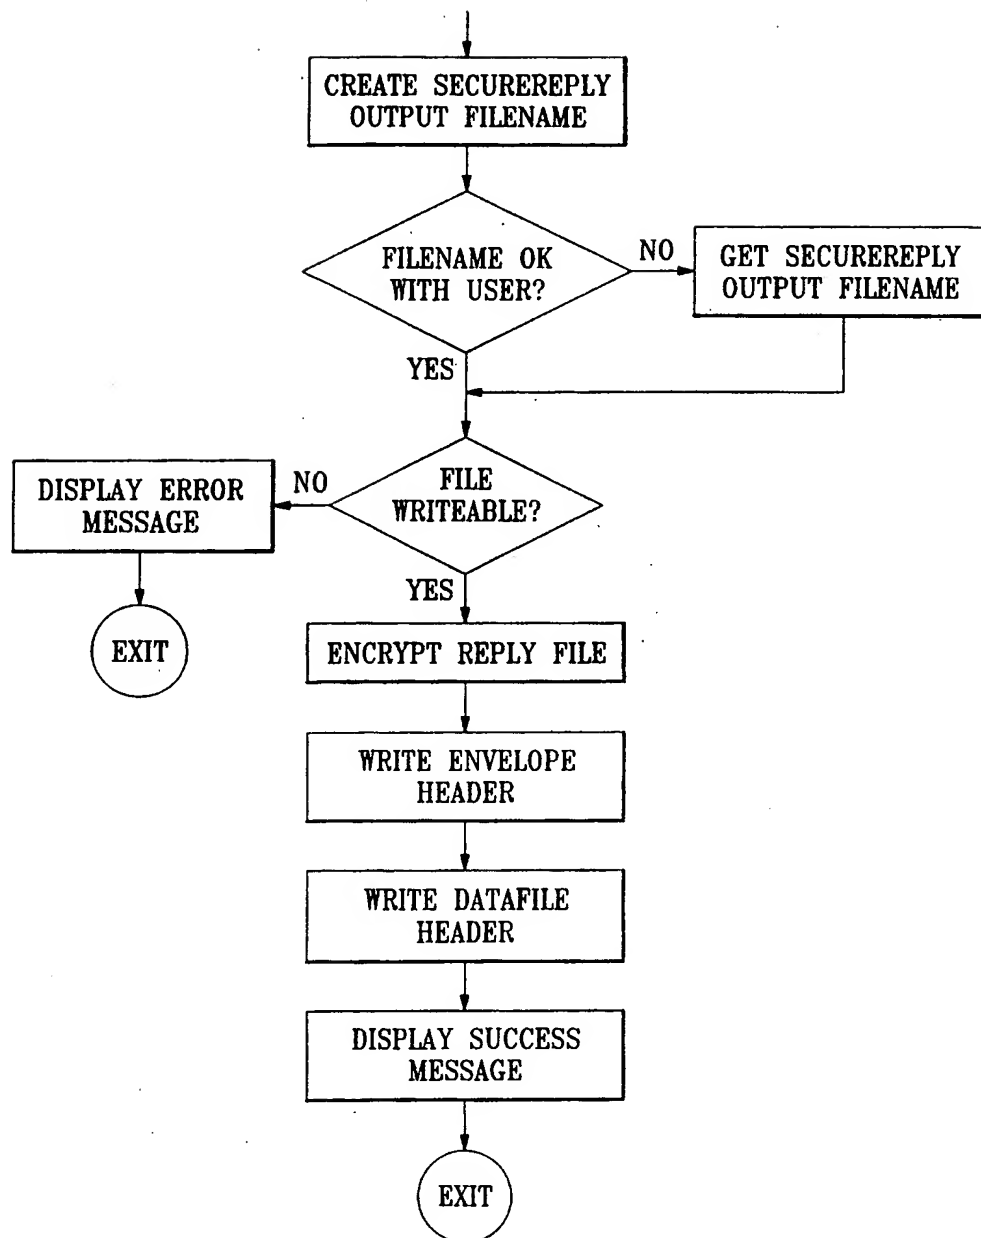 CREATE SECUREREPLY
OUTPUT FILENAME
FILENAME OK
WITH USER?
NO
GET SECUREREPLY
OUTPUT FILENAME
YES
FILE
WRITEABLE?
NO
DISPLAY ERROR
MESSAGE
EXIT
YES
ENCRYPT REPLY FILE
WRITE ENVELOPE
HEADER
WRITE DATAFILE
HEADER
DISPLAY SUCCESS
MESSAGE
EXIT